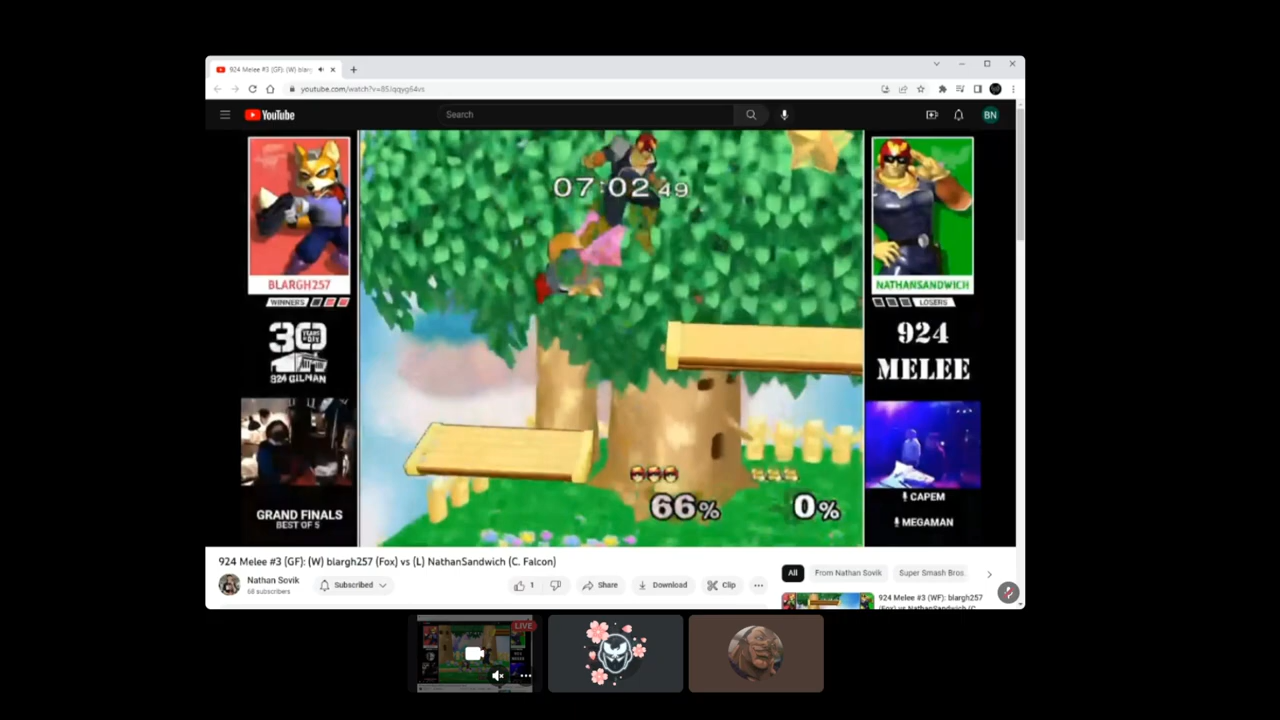 924 Melee #3 (GF): (W) blar
youtube.com/watch?v=85Jqqyg64vs
YouTube
Search
BN
07:02 49
BLARGH257
NATHANSANDWICH
WINNERS
LOSERS
30
YEARS
924 GILMAN
924
MELEE
66%
0%
GRAND FINALS
BEST OF 5
CAPEM
MEGAMAN
924 Melee #3 (GF): (W) blargh257 (Fox) vs (L) NathanSandwich (C. Falcon)
Nathan Sovik
68 subscribers
Subscribed
1
Share
Download
Clip
All
From Nathan Sovik
Super Smash Bros
924 Melee #3 (WF): blargh257
(Fox) vs NathanSandwich (C
LIVE